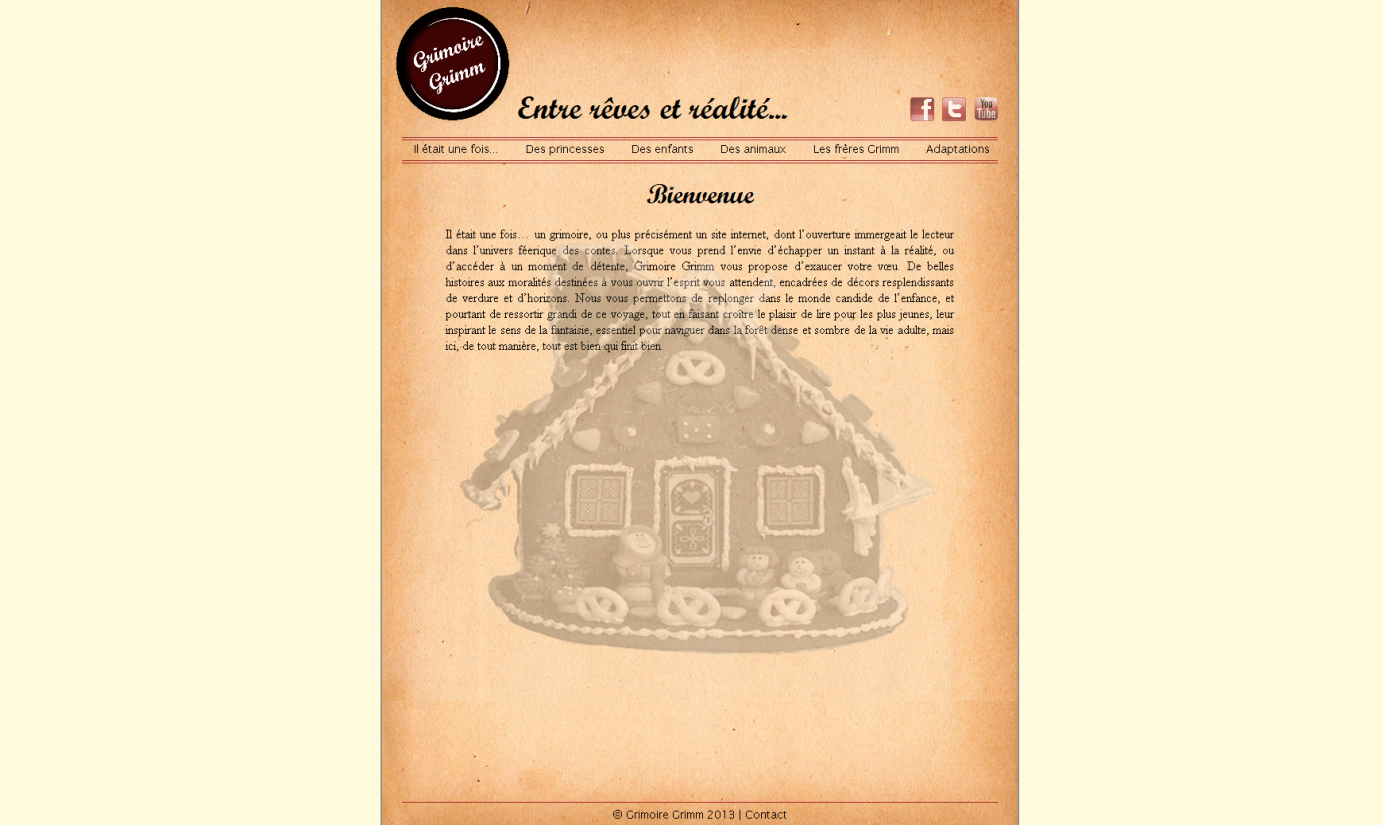 Grimoire
Grimm
Entre rêves et réalité...
f t You
Tube
Il était une fois... Des princesses Des enfants Des animaux Les frères Grimm Adaptations
Bienvenue
Il était une fois… un grimoire, ou plus précisément un site internet, dont l’ouverture immergeait le lecteur
dans l’univers féerique des contes. Lorsque vous prend l’envie d’échapper un instant à la réalité, ou
d’accéder à un moment de détente, Grimoire Grimm vous propose d’exaucer votre vœu. De belles
histoires aux moralités destinées à vous ouvrir l’esprit vous attendent, encadrées de décors resplendissants
de verdure et d’horizons. Nous vous permettons de replonger dans le monde candide de l’enfance, et
pourtant de ressortir grandi de ce voyage, tout en faisant croître le plaisir de lire pour les plus jeunes, leur
inspirant le sens de la fantaisie, essentiel pour naviguer dans la forêt dense et sombre de la vie adulte, mais
ici, de tout manière, tout est bien qui finit bien.
© Grimoire Grimm 2013 | Contact